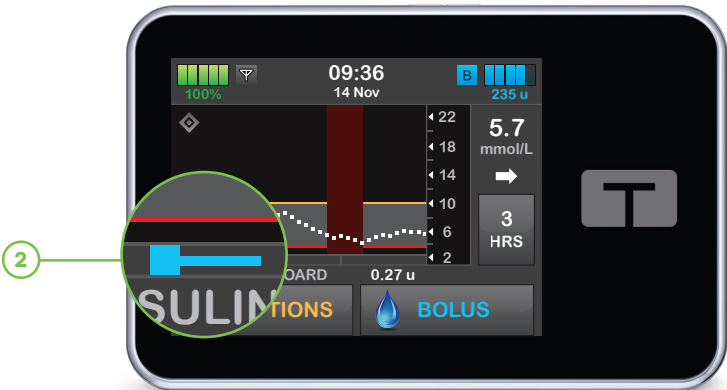 100%
09:36
14 Nov
B
235 u
22
18
14
10
6
2
5.7
mmol/L
3
HRS
2
SULIN
OARD 0.27 u
TIONS
BOLUS
T